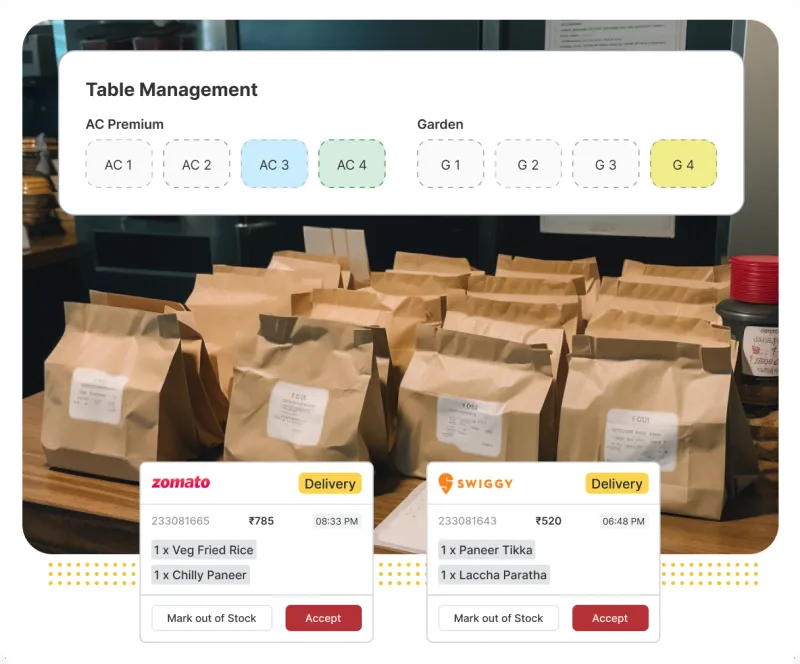 Table Management
AC Premium
AC 1 AC 2 AC 3 AC 4
Garden
G 1 G 2 G 3 G 4
zomato Delivery
233081665 ₹785 08:33 PM
1 x Veg Fried Rice
1 x Chilly Paneer
Mark out of Stock Accept
SWIGGY Delivery
233081643 ₹520 06:48 PM
1 x Paneer Tikka
1 x Laccha Paratha
Mark out of Stock Accept